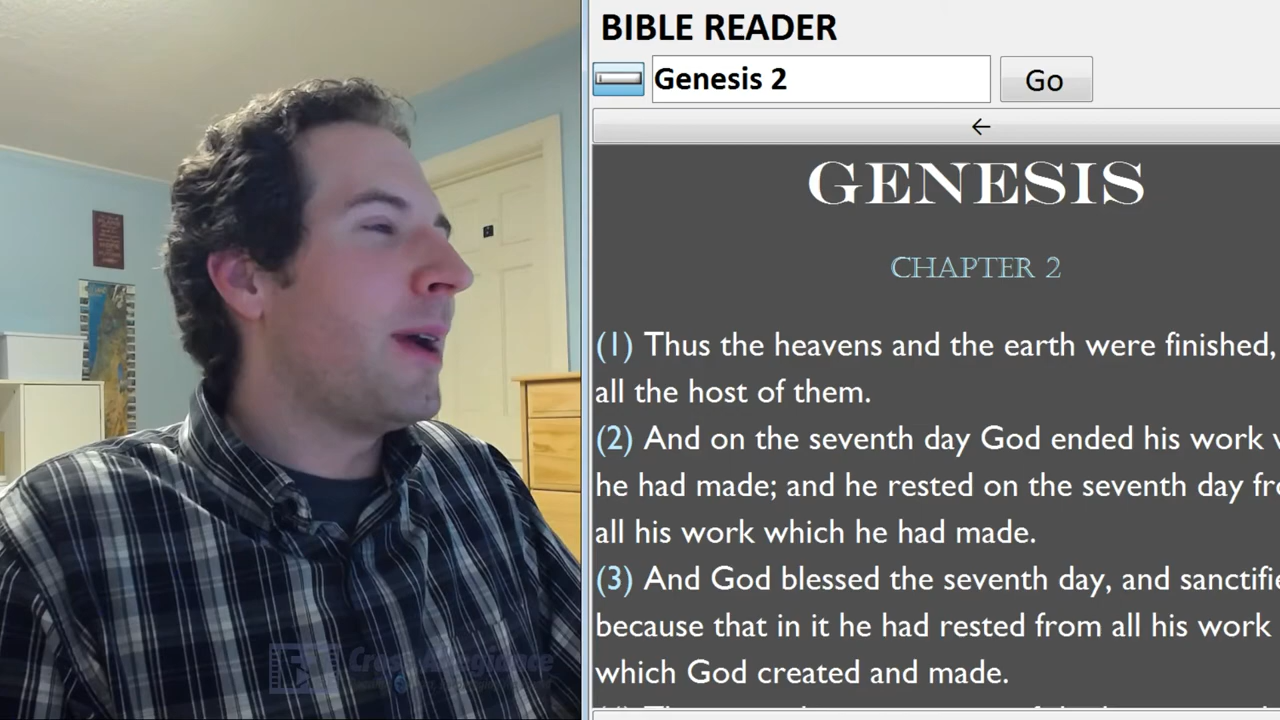 BIBLE READER
Genesis 2
Go
←
GENESIS
CHAPTER 2
(1) Thus the heavens and the earth were finished,
all the host of them.
(2) And on the seventh day God ended his work
he had made; and he rested on the seventh day
all his work which he had made.
(3) And God blessed the seventh day, and
because that in it he had rested from all his work
which God created and made.